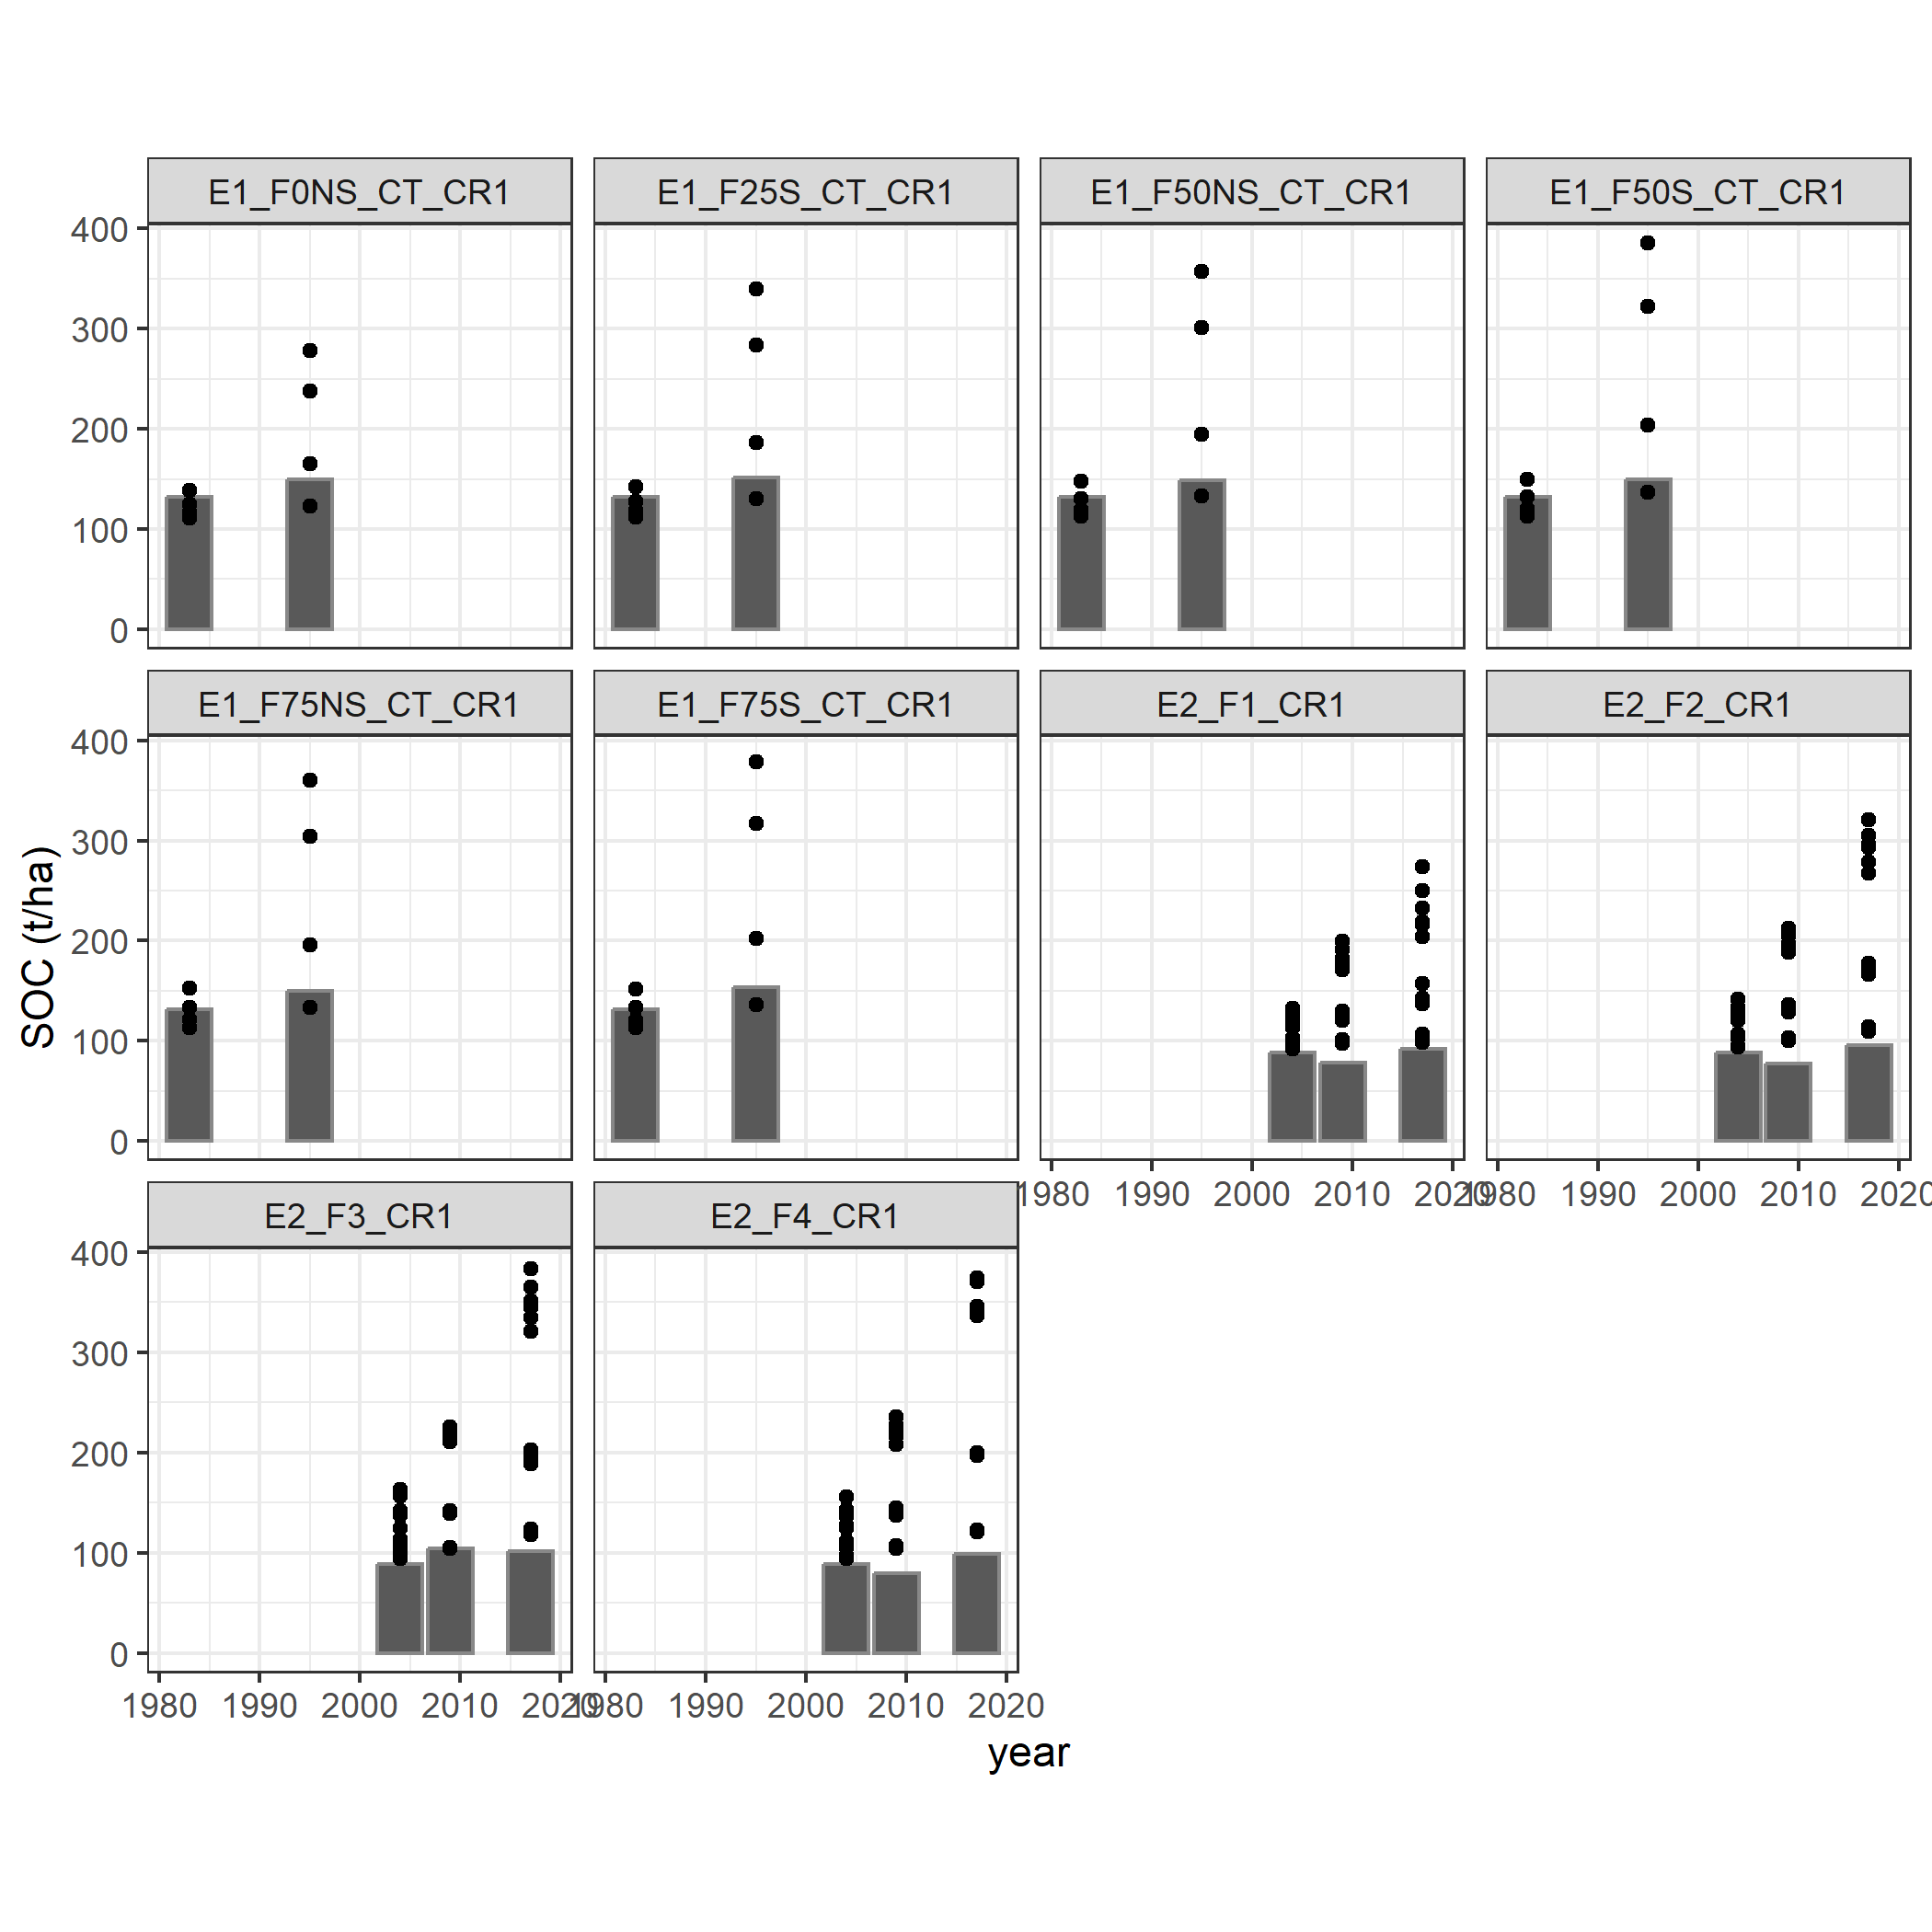 E1_F0NS_CT_CR1 E1_F25S_CT_CR1 E1_F50NS_CT_CR1 E1_F50S_CT_CR1
400
300
200
100
0
E1_F75NS_CT_CR1 E1_F75S_CT_CR1 E2_F1_CR1 E2_F2_CR1
400
300
200
100
0
1980 1990 2000 2010 2020 1980 1990 2000 2010 2020
SOC (t/ha)
E2_F3_CR1 E2_F4_CR1
400
300
200
100
0
1980 1990 2000 2010 2020 1980 1990 2000 2010 2020
year